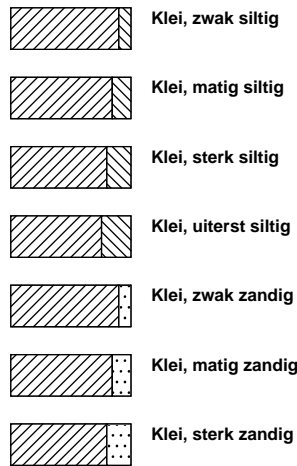 Klei, zwak siltig
Klei, matig siltig
Klei, sterk siltig
Klei, uiterst siltig
Klei, zwak zandig
Klei, matig zandig
Klei, sterk zandig